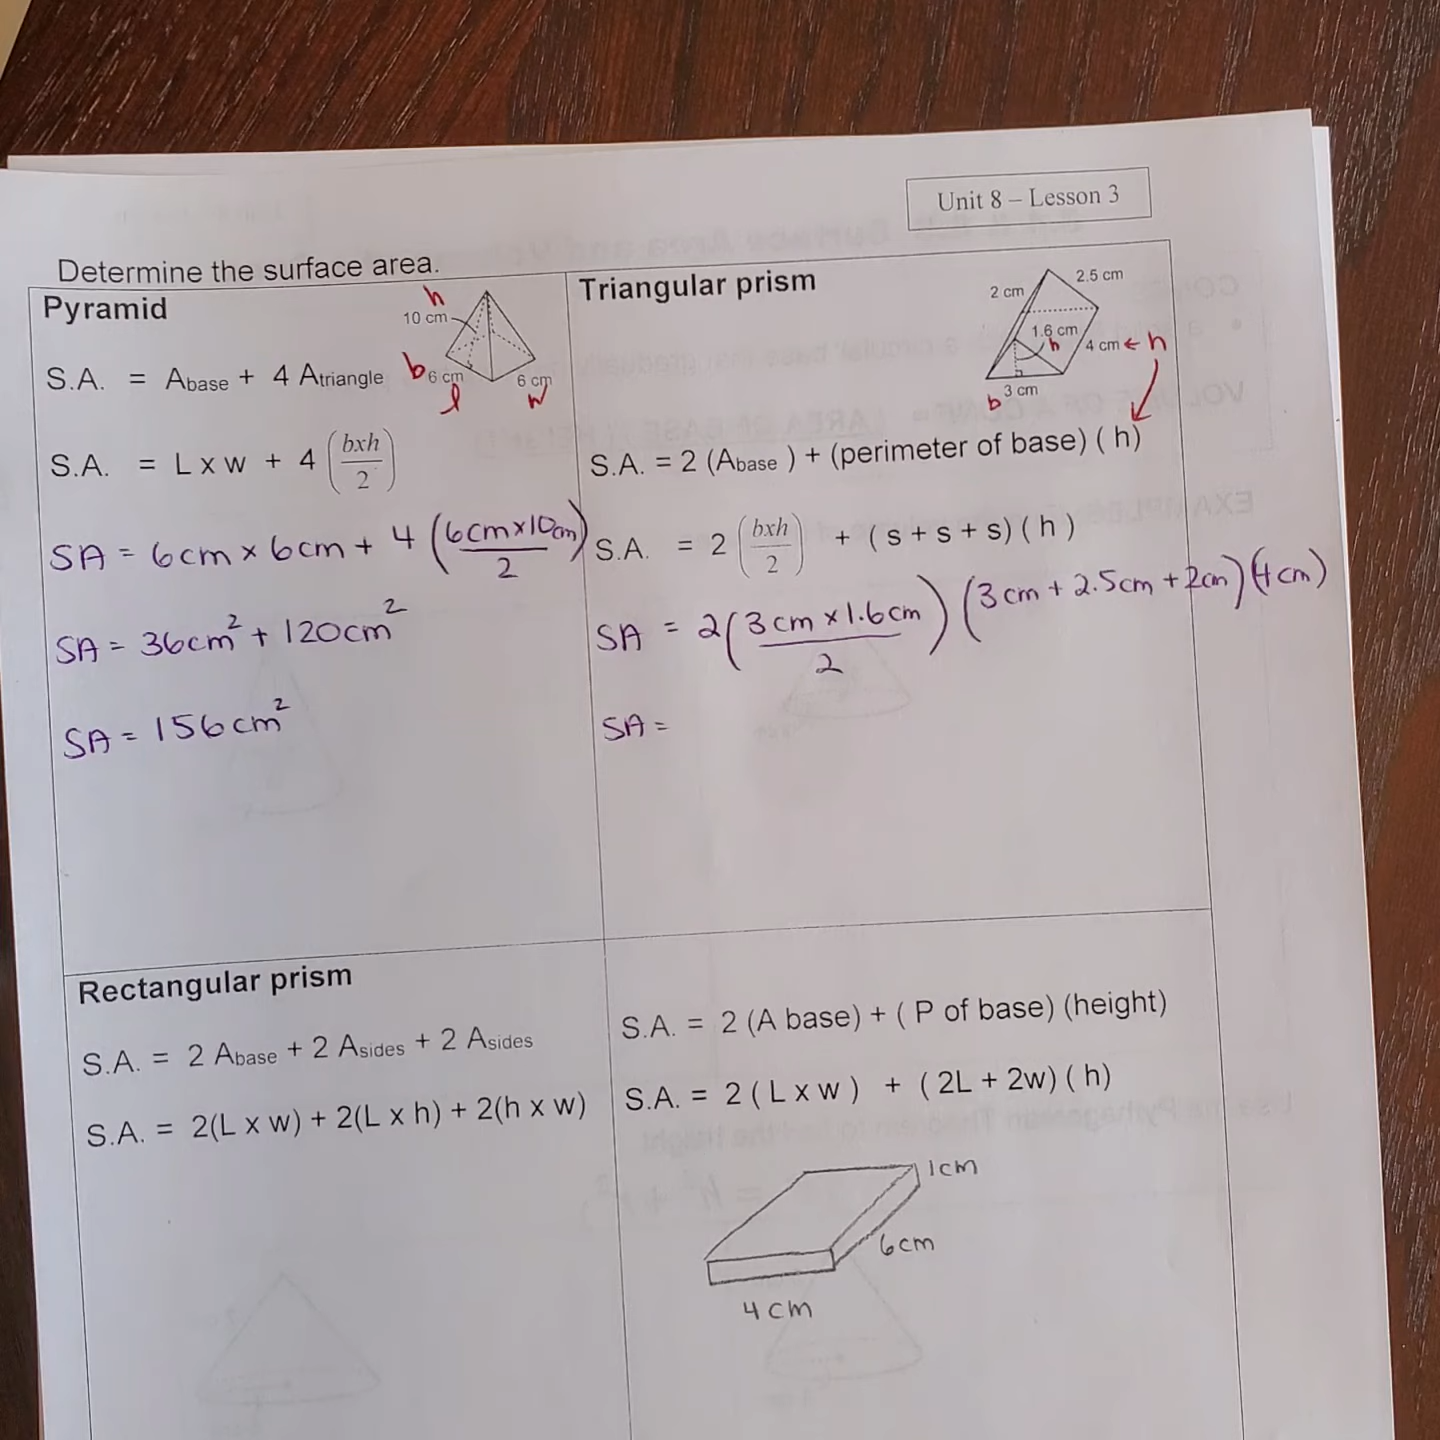 Unit 8 – Lesson 3
Determine the surface area.
Pyramid
h
10 cm
b 6 cm
l
6 cm
w
S.A. = Abase + 4 Atriangle
S.A. = L x w + 4 (bxh/2)
SA = 6cm x 6cm + 4 (6cm x 10cm/2)
SA = 36cm² + 120cm²
SA = 156cm²
Triangular prism
2 cm
2.5 cm
1.6 cm
h
4 cm ← h
b 3 cm
S.A. = 2 (Abase ) + (perimeter of base) ( h)
S.A. = 2 (bxh/2) + ( s + s + s) ( h )
SA = 2(3cm x 1.6cm/2) (3cm + 2.5cm + 2cm)(4cm)
SA =
Rectangular prism
S.A. = 2 Abase + 2 Asides + 2 Asides
S.A. = 2(L x w) + 2(L x h) + 2(h x w)
S.A. = 2 (A base) + ( P of base) (height)
S.A. = 2 ( L x w ) + ( 2L + 2w) ( h)
1cm
6cm
4cm